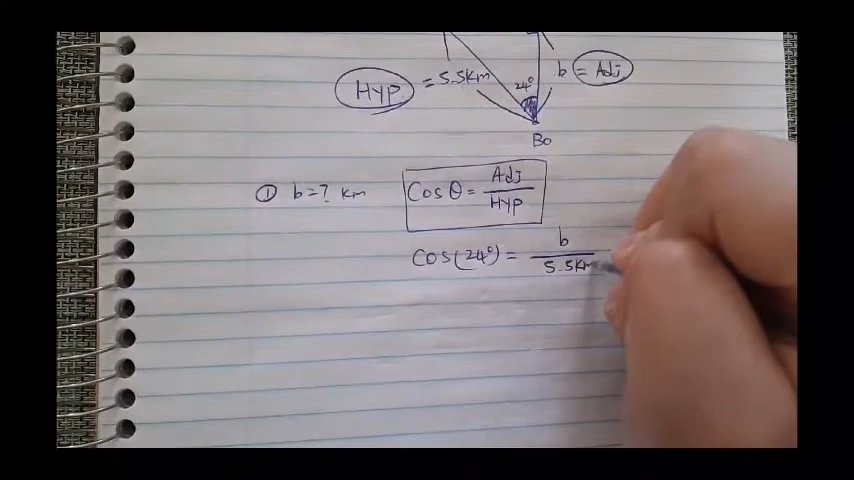 HYP = 5.5Km 24° b = Adj
Bo
① b = ? km Cos θ = Adj / HYP
Cos(24°) = b / 5.5Km